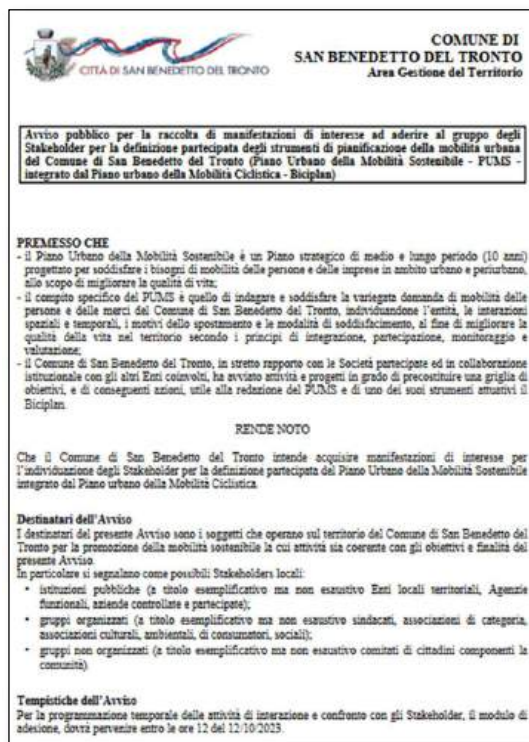 CITTÀ DI SAN BENEDETTO DEL TRONTO
COMUNE DI
SAN BENEDETTO DEL TRONTO
Area Gestione del Territorio
Avviso pubblico per la raccolta di manifestazioni di interesse ad aderire al gruppo degli
Stakeholder per la definizione partecipata degli strumenti di pianificazione della mobilità urbana
del Comune di San Benedetto del Tronto (Piano Urbano della Mobilità Sostenibile - PUMS -
integrato dal Piano urbano della Mobilità Ciclistica - Biciplan)
PREMESSO CHE
- il Piano Urbano della Mobilità Sostenibile è un Piano strategico di medio e lungo periodo (10 anni)
progettato per soddisfare i bisogni di mobilità delle persone e delle imprese in ambito urbano e periurbano,
allo scopo di migliorare la qualità di vita;
- il compito specifico del PUMS è quello di indagare e soddisfare la variegata domanda di mobilità delle
persone e delle merci del Comune di San Benedetto del Tronto, individuandone l'entità, le interazioni
spaziali e temporali, i motivi dello spostamento e le modalità di soddisfacimento, al fine di migliorare la
qualità della vita nel territorio secondo i principi di integrazione, partecipazione, monitoraggio e
valutazione;
- il Comune di San Benedetto del Tronto, in stretto rapporto con le Società partecipate ed in collaborazione
istituzionale con gli altri Enti coinvolti, ha avviato attività e progetti in grado di precostituire una griglia di
obiettivi, e di conseguenti azioni, utile alla redazione del PUMS e di uno dei suoi strumenti attuativi il
Biciplan.
RENDE NOTO
Che il Comune di San Benedetto del Tronto intende acquisire manifestazioni di interesse per
l'individuazione degli Stakeholder per la definizione partecipata del Piano Urbano della Mobilità Sostenibile
integrato dal Piano urbano della Mobilità Ciclistica.
Destinatari dell'Avviso
I destinatari del presente Avviso sono i soggetti che operano sul territorio del Comune di San Benedetto del
Tronto per la promozione della mobilità sostenibile la cui attività sia coerente con gli obiettivi e finalità del
presente Avviso.
In particolare si segnalano come possibili Stakeholders locali:
• istituzioni pubbliche (a titolo esemplificativo ma non esaustivo Enti locali territoriali, Agenzie
funzionali, aziende controllate e partecipate);
• gruppi organizzati (a titolo esemplificativo ma non esaustivo sindacati, associazioni di categoria,
associazioni culturali, ambientali, di consumatori, sociali);
• gruppi non organizzati (a titolo esemplificativo ma non esaustivo comitati di cittadini componenti la
comunità).
Tempistiche dell'Avviso
Per la programmazione temporale delle attività di interazione e confronto con gli Stakeholder, il modulo di
adesione, dovrà pervenire entro le ore 12 del 12/10/2023.